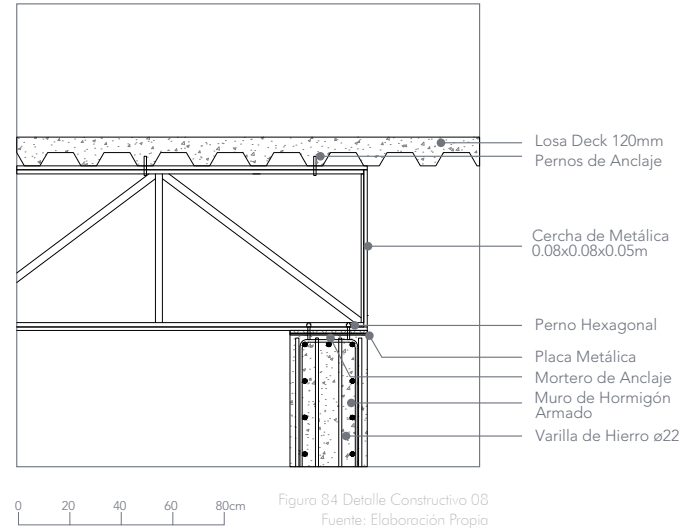 Losa Deck 120mm
Pernos de Anclaje
Cercha de Metálica
0.08x0.08x0.05m
Perno Hexagonal
Placa Metálica
Mortero de Anclaje
Muro de Hormigón
Armado
Varilla de Hierro ø22
0 20 40 60 80cm
Figura 84 Detalle Constructivo 08
Fuente: Elaboración Propia